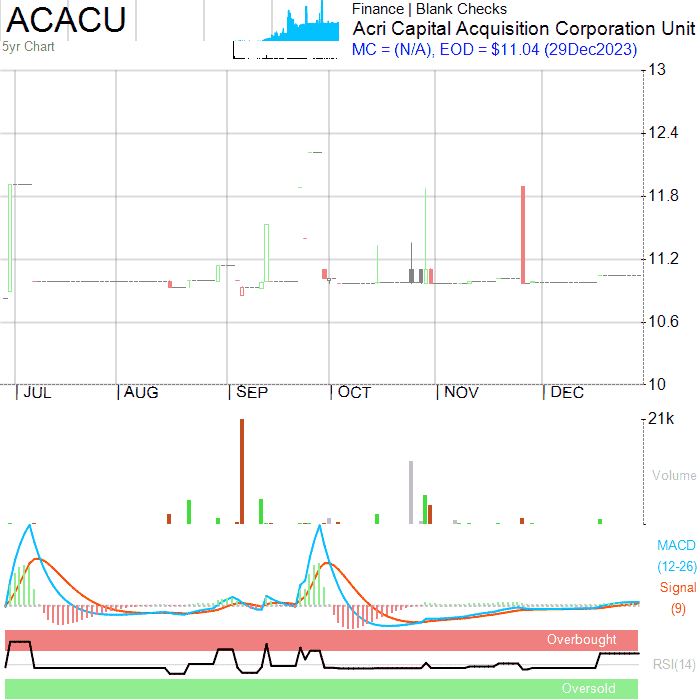 ACACU
5yr Chart
Finance | Blank Checks
Acri Capital Acquisition Corporation Unit
MC = (N/A), EOD = $11.04 (29Dec2023)
13
12.4
11.8
11.2
10.6
10
JUL AUG SEP OCT NOV DEC
21k
Volume
MACD
(12-26)
Signal
(9)
Overbought
RSI(14)
Oversold